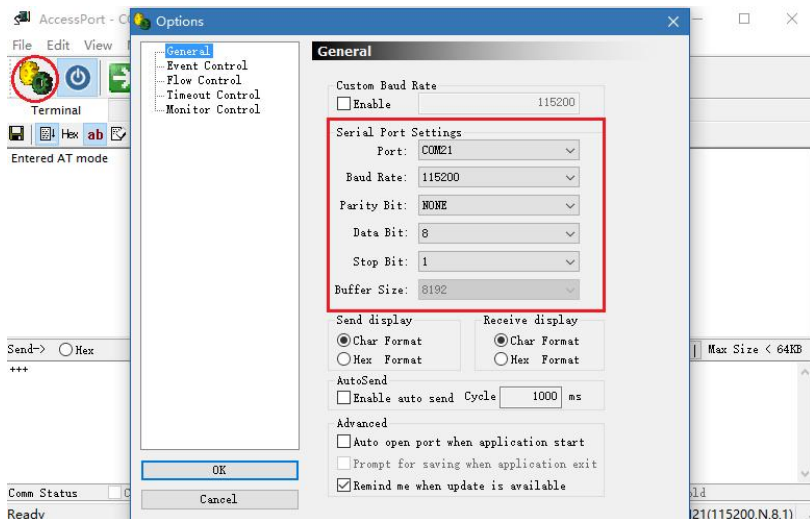 AccessPort - C
Options
File Edit View
General
Event Control
Flow Control
Timeout Control
Monitor Control
General
Custom Baud Rate
Enable 115200
Terminal
Hex ab
Entered AT mode
Serial Port Settings
Port: COM21
Baud Rate: 115200
Parity Bit: NONE
Data Bit: 8
Stop Bit: 1
Buffer Size: 8192
Send display
Char Format
Hex Format
Receive display
Char Format
Hex Format
Send-> Hex
Max Size < 64KB
+++
AutoSend
Enable auto send Cycle 1000 ms
Advanced
Auto open port when application start
Prompt for saving when application exit
Remind me when update is available
OK
Cancel
Comm Status C
ld
Ready
21(115200,N,8,1)